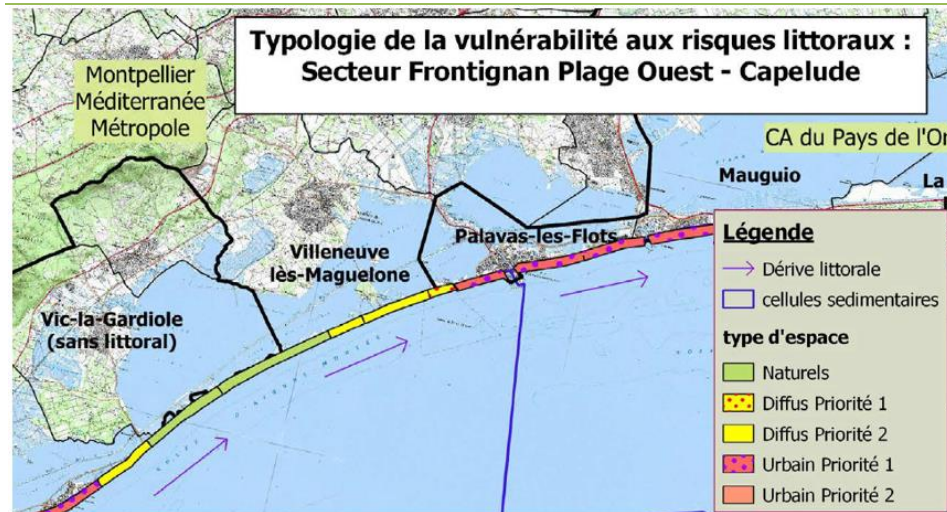 Typologie de la vulnérabilité aux risques littoraux :
Secteur Frontignan Plage Ouest - Capelude
Montpellier
Méditerranée
Métropole
CA du Pays de l'Or
Mauguio
La
Palavas-les-Flots
Villeneuve
lès-Maguelone
Vic-la-Gardiole
(sans littoral)
Légende
Dérive littorale
cellules sedimentaires
type d'espace
Naturels
Diffus Priorité 1
Diffus Priorité 2
Urbain Priorité 1
Urbain Priorité 2